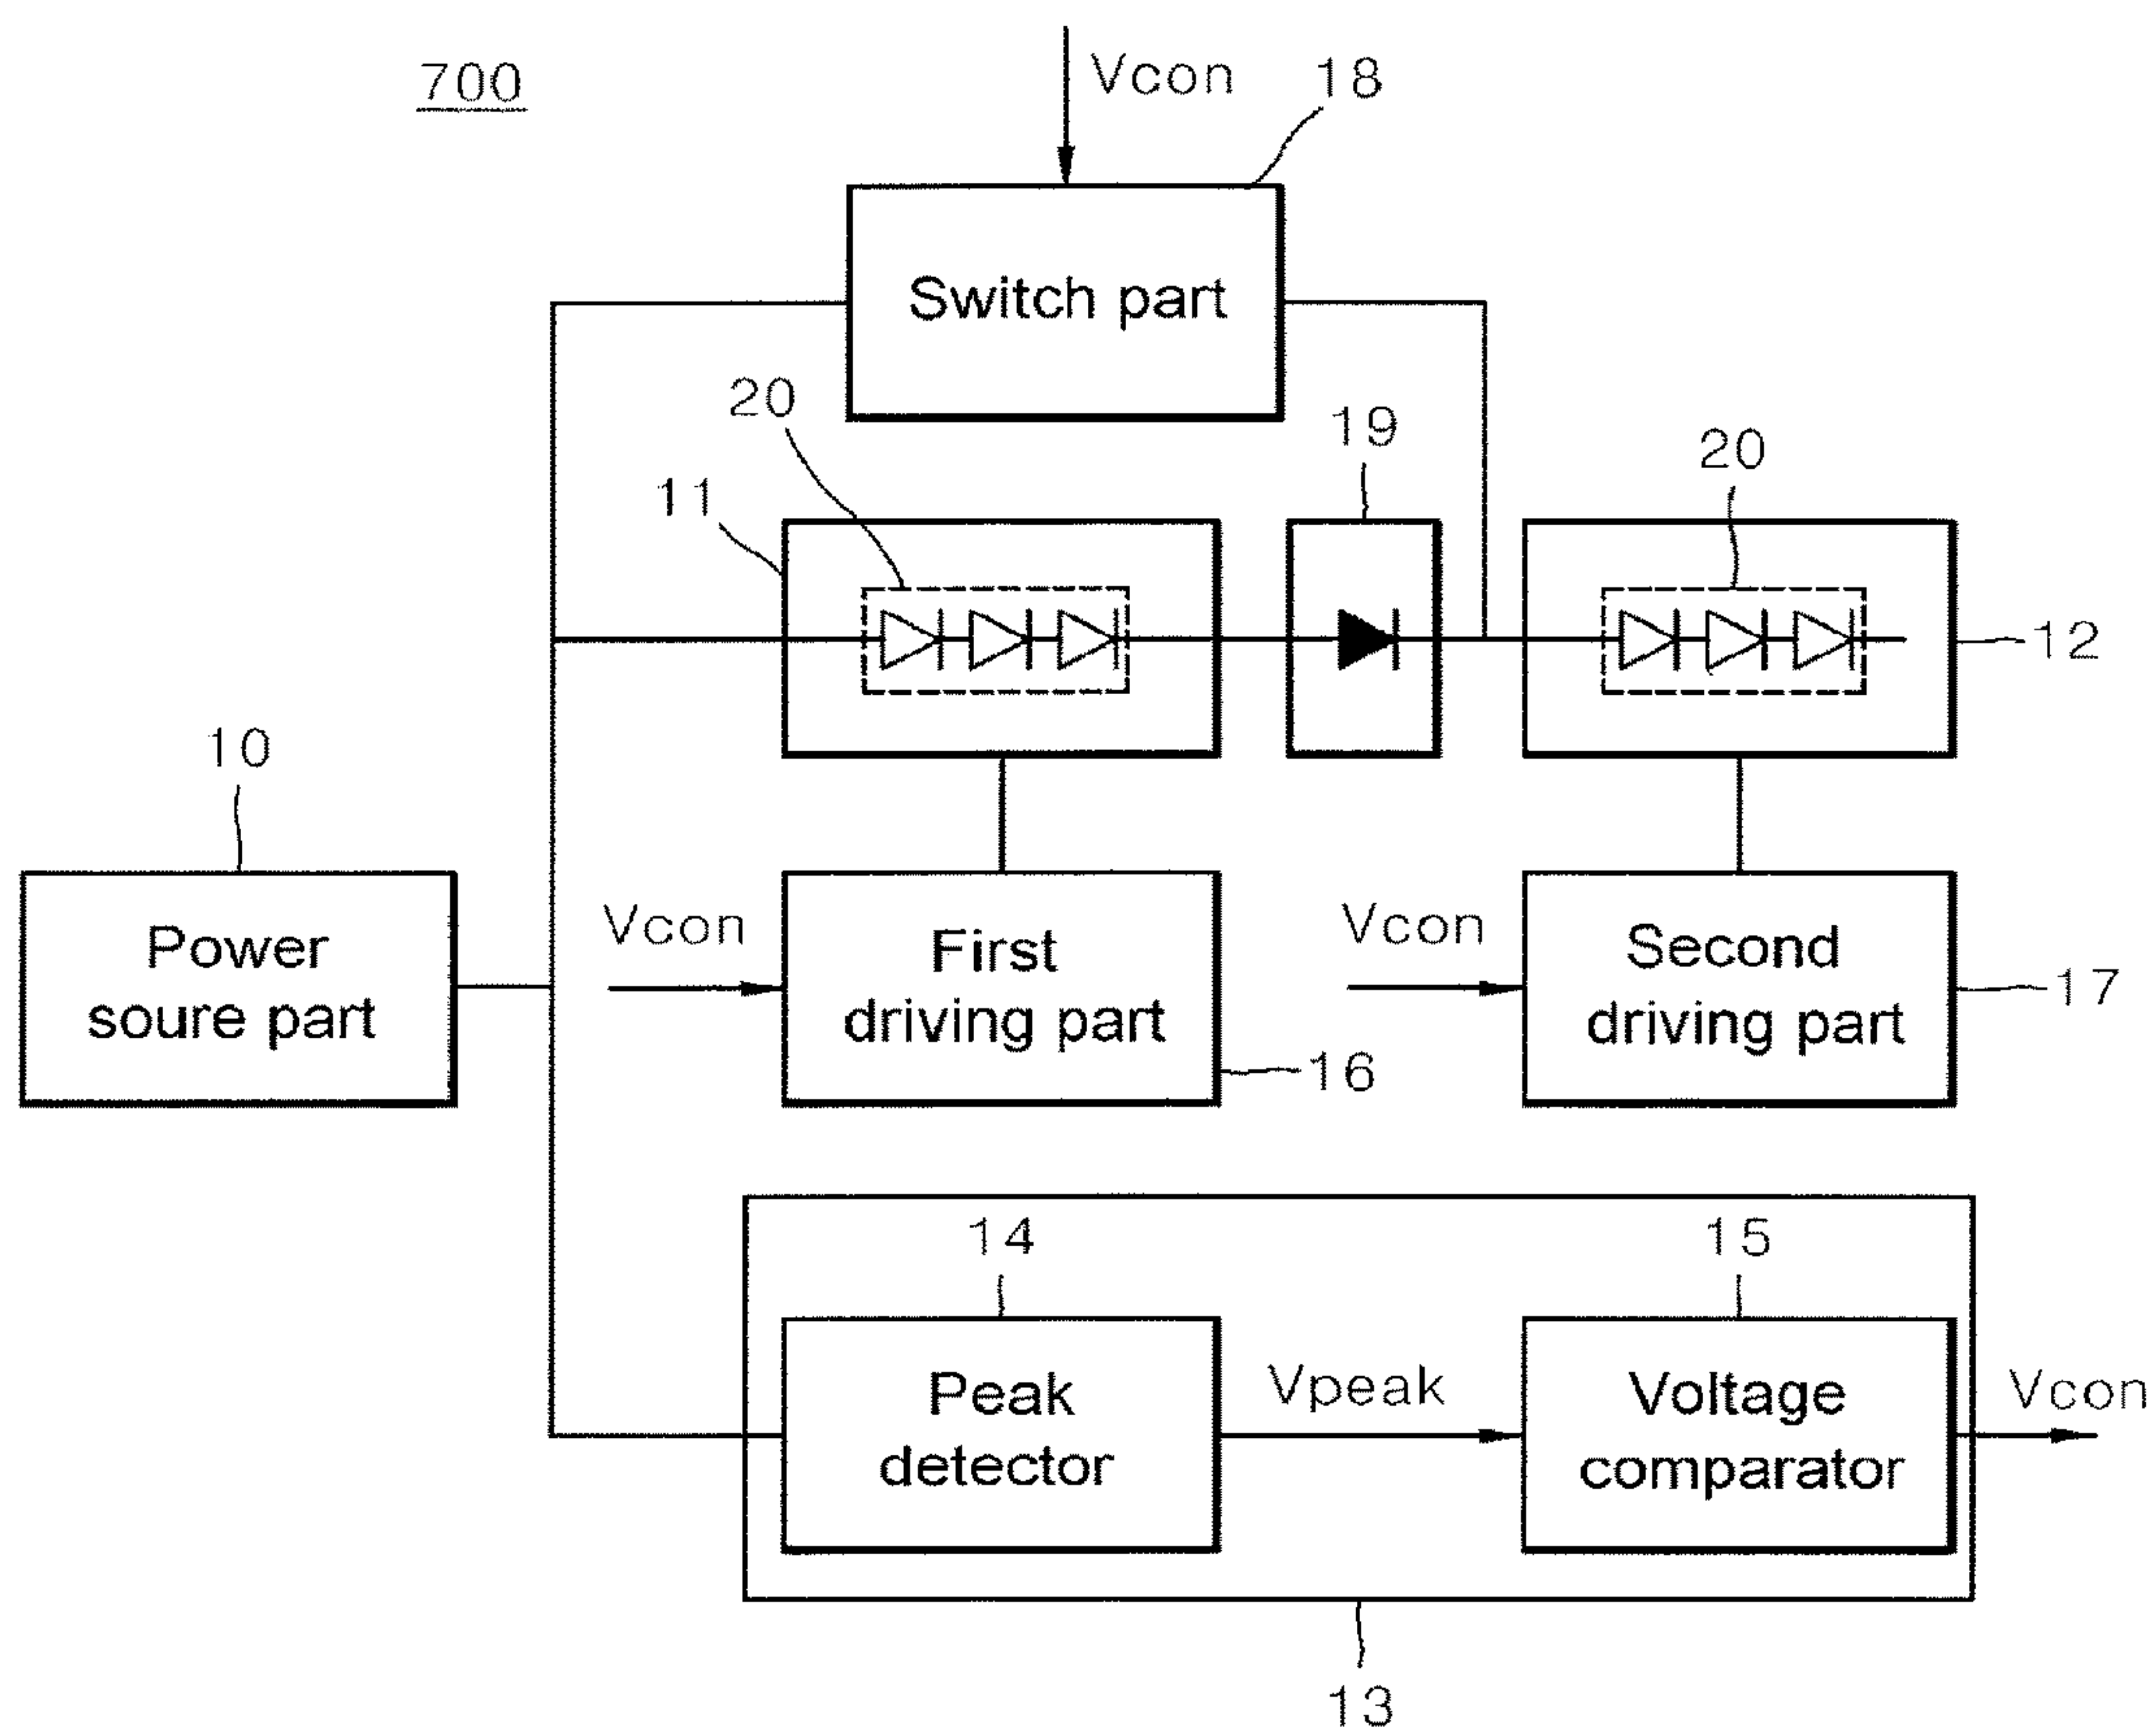 700
Vcon
18
Switch part
20
19
20
11
12
10
Power
soure part
Vcon
First
driving part
16
Vcon
Second
driving part
17
14
15
Peak
detector
Vpeak
Voltage
comparator
Vcon
13